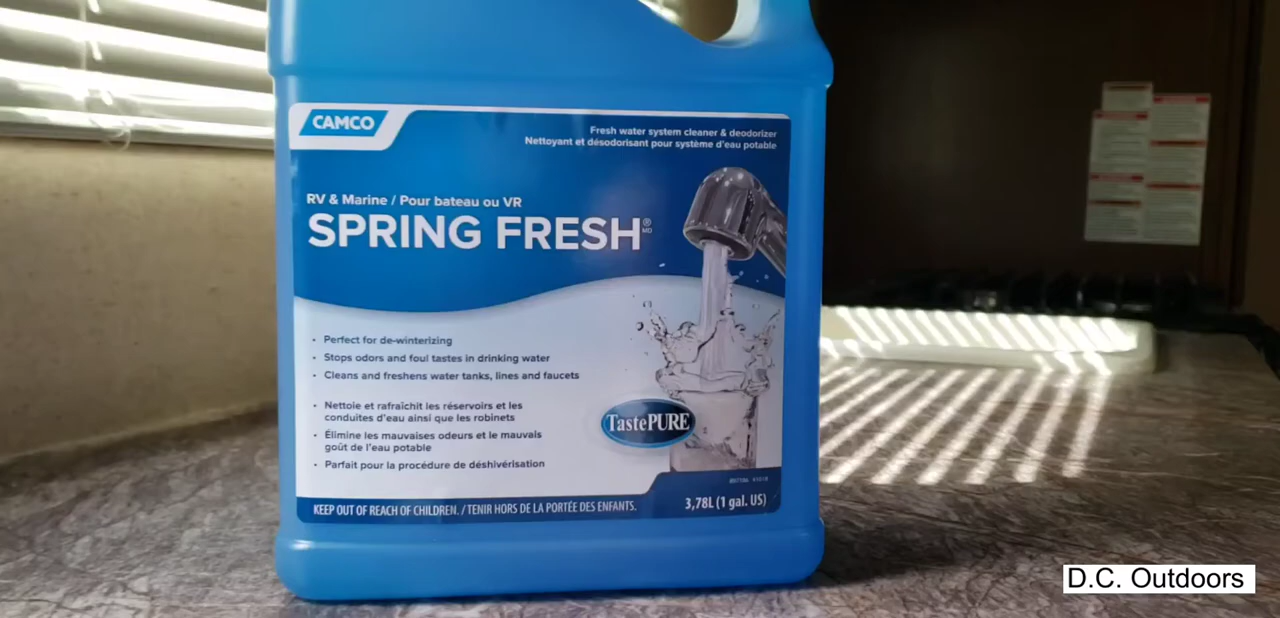 CAMCO
Fresh water system cleaner & deodorizer
Nettoyant et désodorisant pour système d'eau potable
RV & Marine / Pour bateau ou VR
SPRING FRESH® MD
• Perfect for de-winterizing
• Stops odors and foul tastes in drinking water
• Cleans and freshens water tanks, lines and faucets
• Nettoie et rafraîchit les réservoirs et les
conduites d'eau ainsi que les robinets
• Élimine les mauvaises odeurs et le mauvais
goût de l'eau potable
• Parfait pour la procédure de déshivérisation
TastePURE
KEEP OUT OF REACH OF CHILDREN. / TENIR HORS DE LA PORTÉE DES ENFANTS.
3,78L (1 gal. US)
D.C. Outdoors